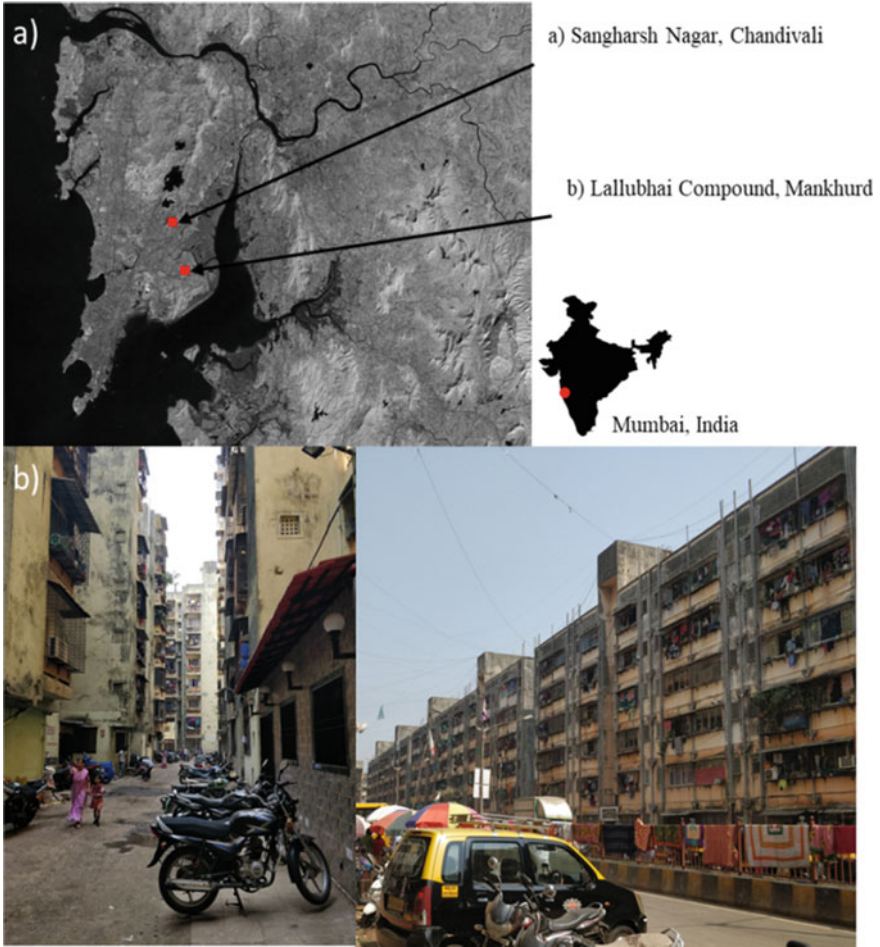 a)
a) Sangharsh Nagar, Chandivali
b) Lallubhai Compound, Mankhurd
Mumbai, India
b)